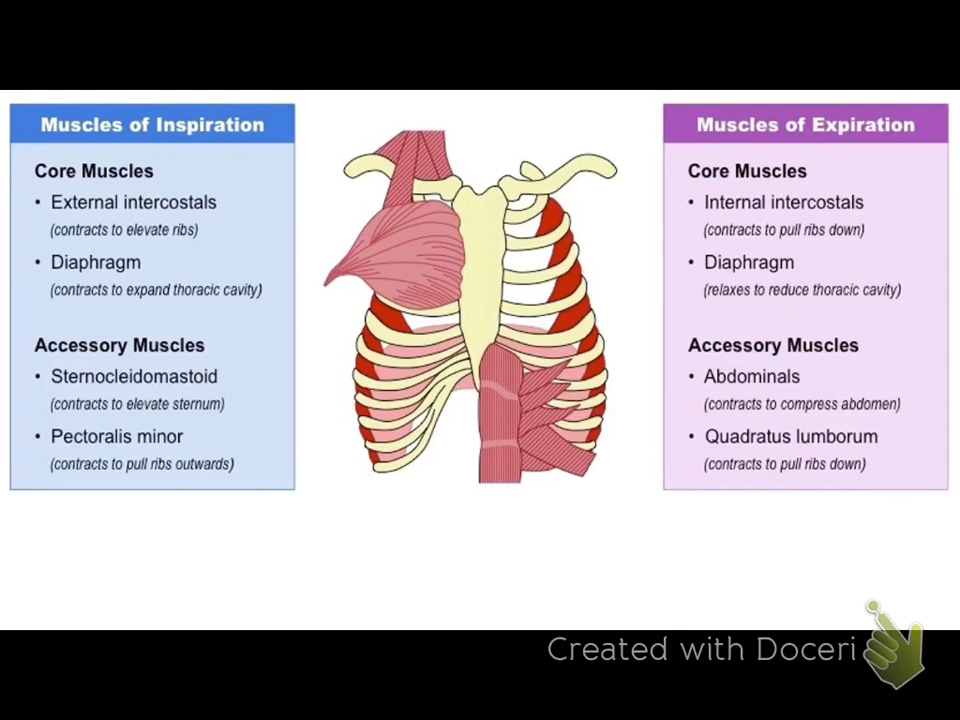 Muscles of Inspiration
Core Muscles
• External intercostals
(contracts to elevate ribs)
• Diaphragm
(contracts to expand thoracic cavity)
Accessory Muscles
• Sternocleidomastoid
(contracts to elevate sternum)
• Pectoralis minor
(contracts to pull ribs outwards)
Muscles of Expiration
Core Muscles
• Internal intercostals
(contracts to pull ribs down)
• Diaphragm
(relaxes to reduce thoracic cavity)
Accessory Muscles
• Abdominals
(contracts to compress abdomen)
• Quadratus lumborum
(contracts to pull ribs down)
Created with Doceri